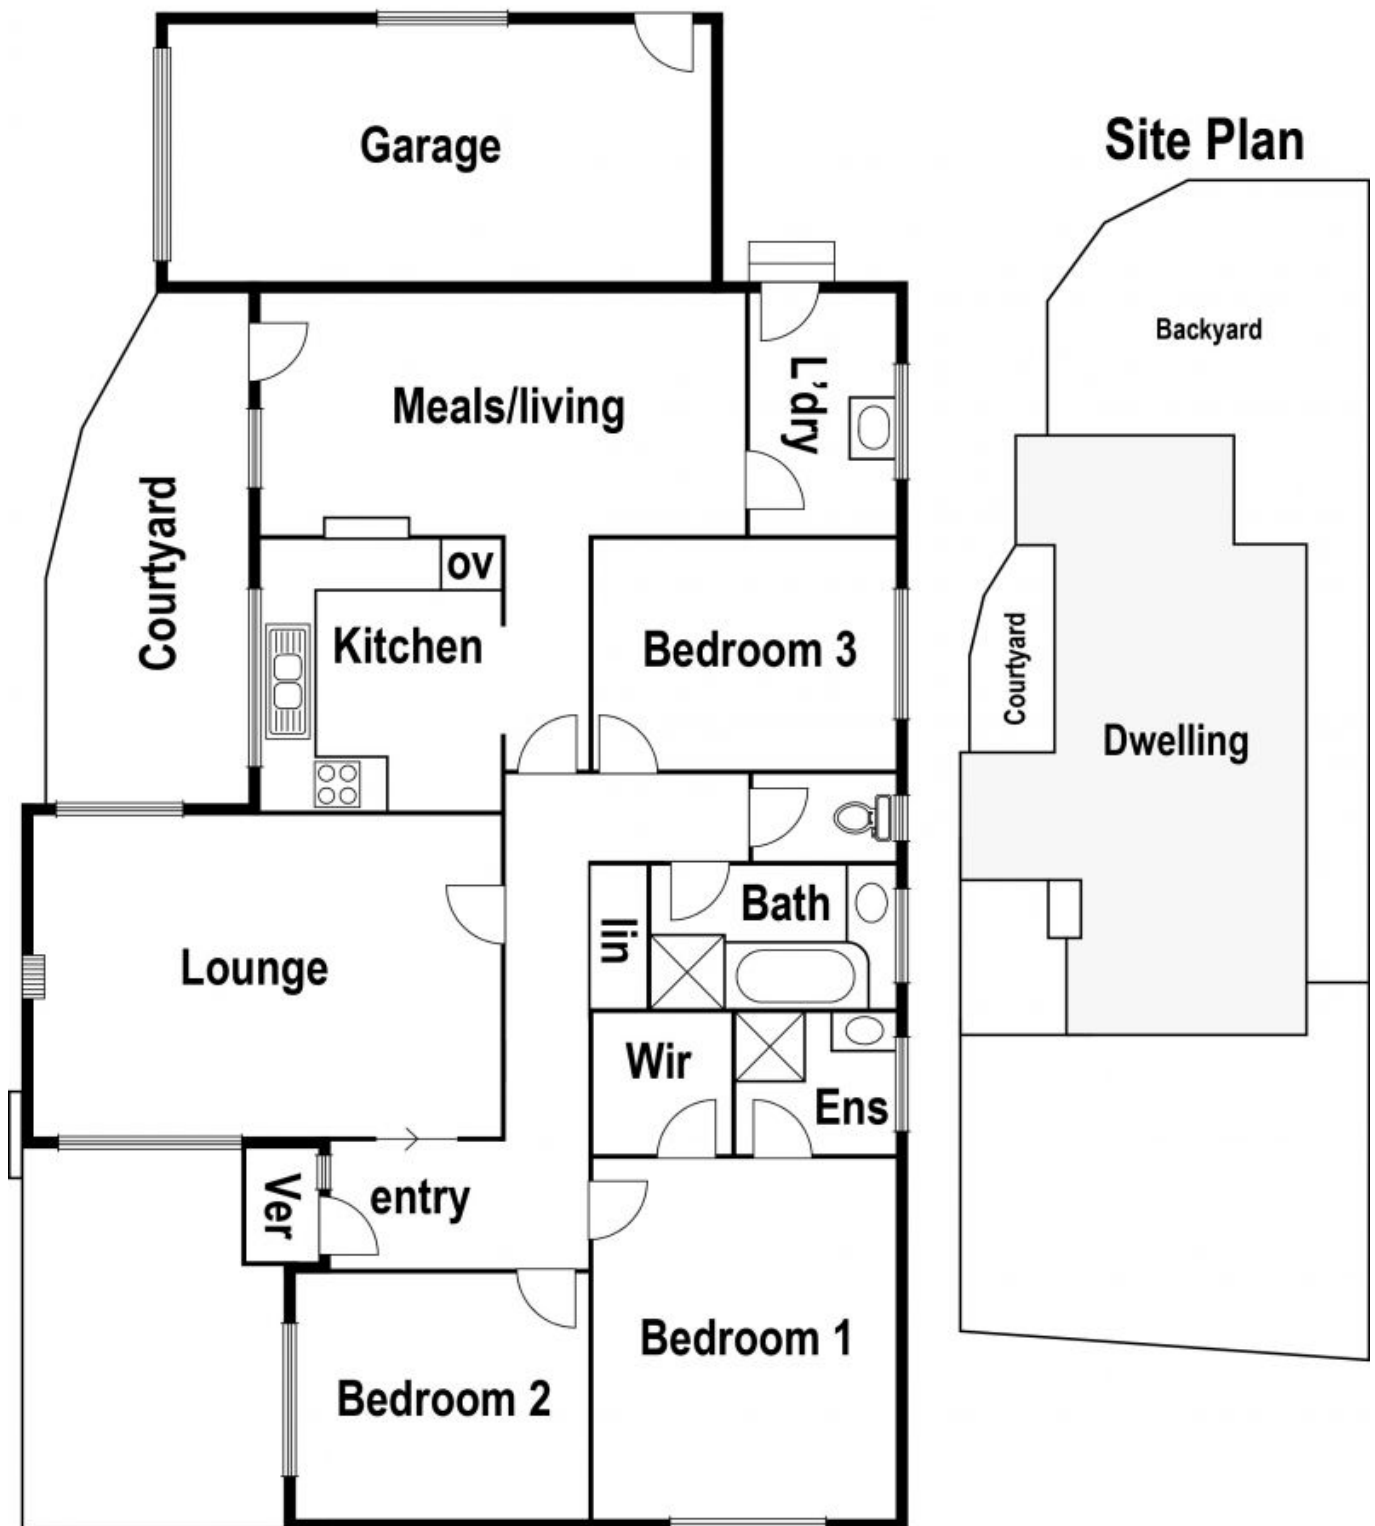 Garage
Site Plan
Backyard
Meals/living
L'dry
Courtyard
ov
Kitchen
Bedroom 3
Courtyard
Dwelling
Bath
lin
Lounge
Wir
Ens
Ver
entry
Bedroom 1
Bedroom 2